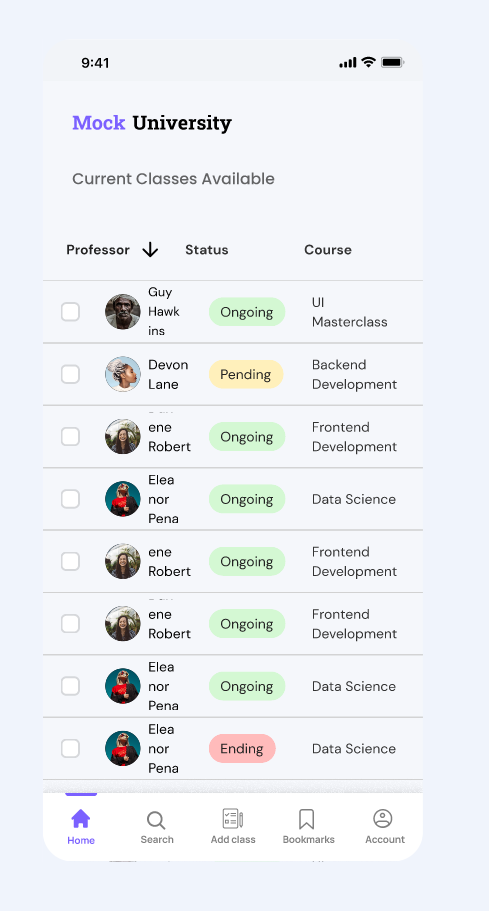 9:41
Mock University
Current Classes Available
Professor Status Course
Guy
Hawk
ins
Ongoing
UI
Masterclass
Devon
Lane
Pending
Backend
Development
ene
Robert
Ongoing
Frontend
Development
Elea
nor
Pena
Ongoing
Data Science
ene
Robert
Ongoing
Frontend
Development
ene
Robert
Ongoing
Frontend
Development
Elea
nor
Pena
Ongoing
Data Science
Elea
nor
Pena
Ending
Data Science
Home Search Add class Bookmarks Account